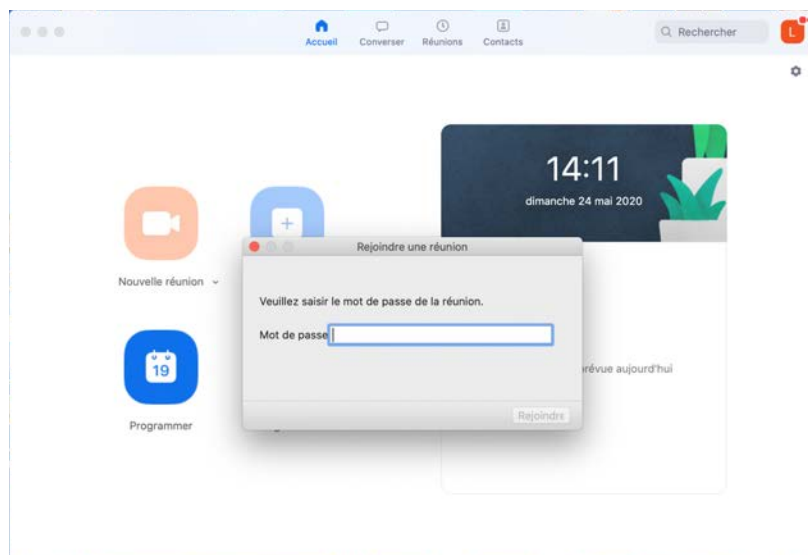 Accueil
Converser
Réunions
Contacts
Rechercher
L
14:11
dimanche 24 mai 2020
Rejoindre une réunion
Nouvelle réunion
Veuillez saisir le mot de passe de la réunion.
Mot de passe
19
aujourd'hui
Rejoindre
Programmer